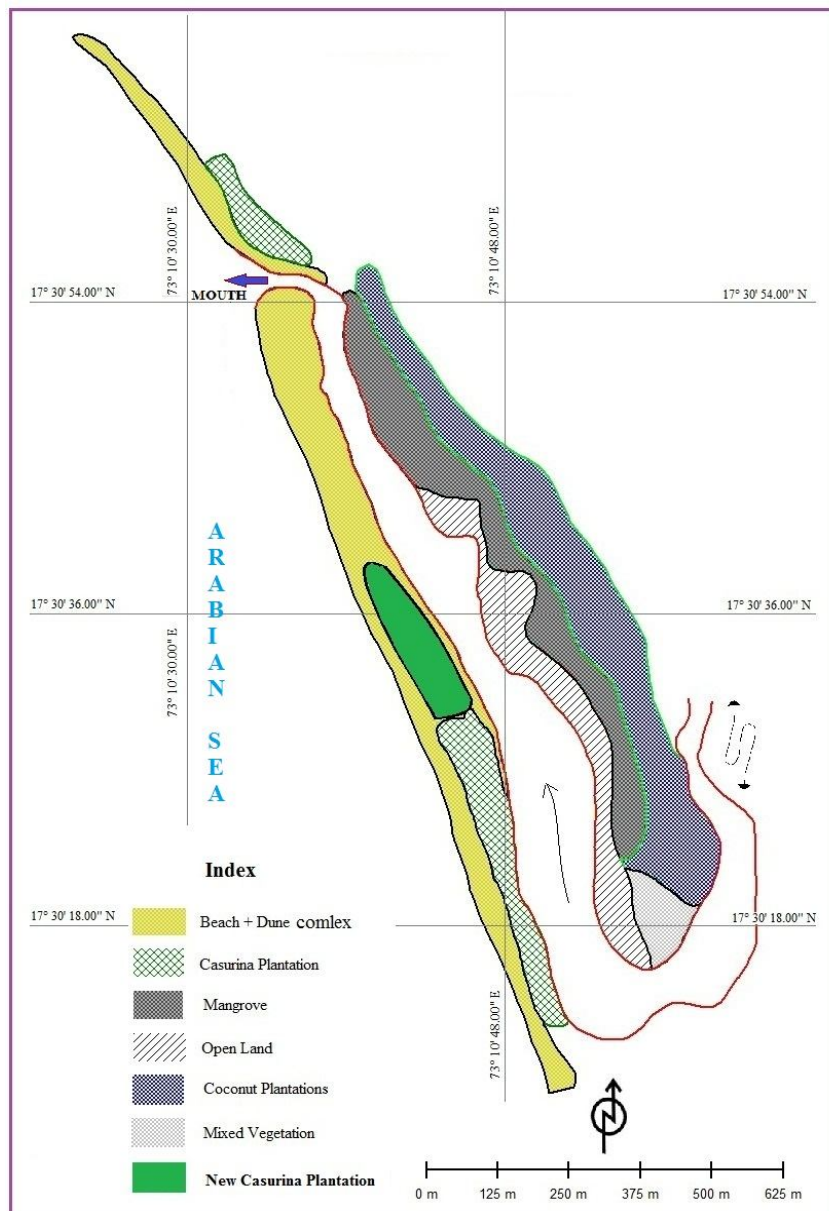 73° 10' 30.00" E
73° 10' 48.00" E
17° 30' 54.00" N
MOUTH
17° 30' 54.00" N
ARABIAN SEA
17° 30' 36.00" N
17° 30' 36.00" N
73° 10' 30.00" E
Index
17° 30' 18.00" N
17° 30' 18.00" N
Beach + Dune comlex
Casurina Plantation
Mangrove
Open Land
Coconut Plantations
Mixed Vegetation
New Casurina Plantation
73° 10' 48.00" E
N
0 m 125 m 250 m 375 m 500 m 625 m